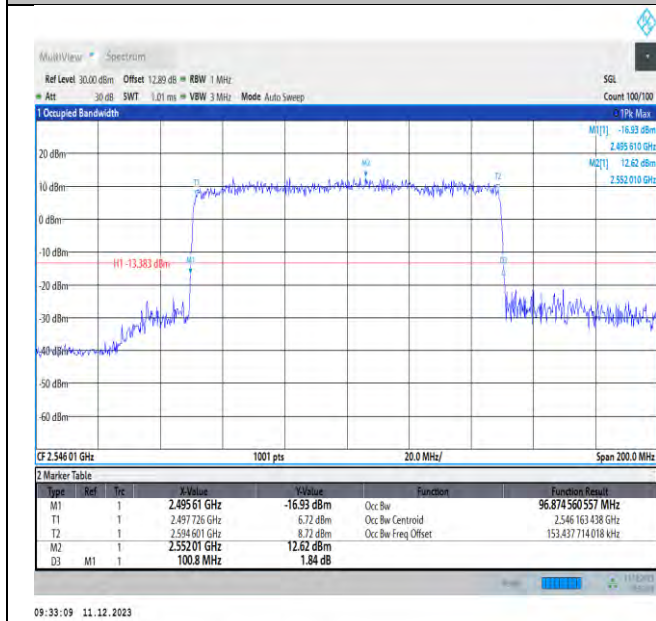 MultiView Spectrum
Ref Level 30.00 dBm Offset 12.89 dB RBW 1 MHz SGL
Att 30 dB SWT 1.01 ms VBW 3 MHz Mode Auto Sweep Count 100/100
1 Occupied Bandwidth 1Pk Max
M1[1] -16.93 dBm
2.495 610 GHz
20 dBm M2[1] 12.62 dBm
2.552 010 GHz
M2
T1 T2
10 dBm
0 dBm
-10 dBm
H1 -13.383 dBm M1 D3
-20 dBm
-30 dBm
-40 dBm
-50 dBm
-60 dBm
CF 2.546 01 GHz 1001 pts 20.0 MHz/ Span 200.0 MHz
2 Marker Table
Type Ref Trc X-Value Y-Value Function Function Result
M1 1 2.495 61 GHz -16.93 dBm Occ Bw 96.874 560 557 MHz
T1 1 2.497 726 GHz 6.72 dBm Occ Bw Centroid 2.546 163 438 GHz
T2 1 2.594 601 GHz 8.72 dBm Occ Bw Freq Offset 153.437 714 018 kHz
M2 1 2.552 01 GHz 12.62 dBm
D3 M1 1 100.8 MHz 1.84 dB
09:33:09 11.12.2023